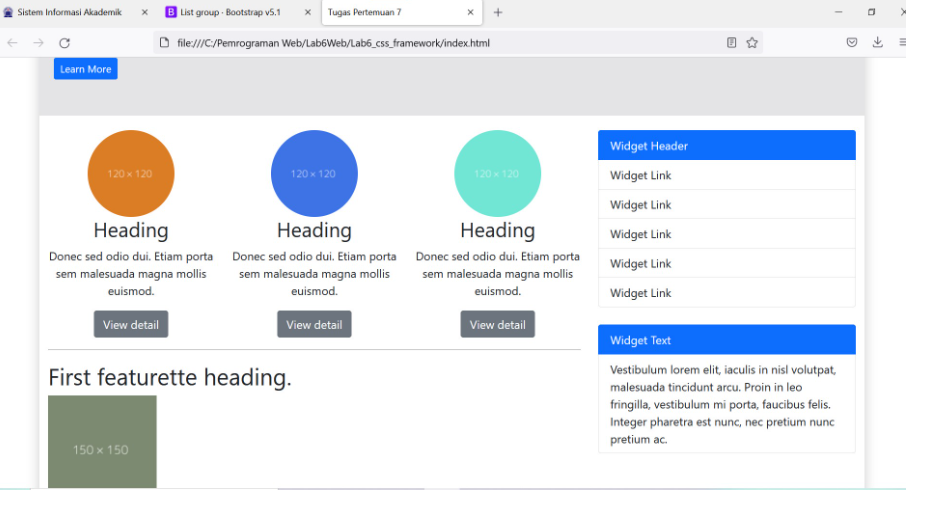 Sistem Informasi Akademik
List group · Bootstrap v5.1
Tugas Pertemuan 7
file:///C:/Pemrograman Web/Lab6Web/Lab6_css_framework/index.html
Learn More
120 × 120
120 × 120
120 × 120
Heading
Heading
Heading
Donec sed odio dui. Etiam porta
sem malesuada magna mollis
euismod.
Donec sed odio dui. Etiam porta
sem malesuada magna mollis
euismod.
Donec sed odio dui. Etiam porta
sem malesuada magna mollis
euismod.
View detail
View detail
View detail
First featurette heading.
150 × 150
Widget Header
Widget Link
Widget Link
Widget Link
Widget Link
Widget Link
Widget Text
Vestibulum lorem elit, iaculis in nisl volutpat,
malesuada tincidunt arcu. Proin in leo
fringilla, vestibulum mi porta, faucibus felis.
Integer pharetra est nunc, nec pretium nunc
pretium ac.